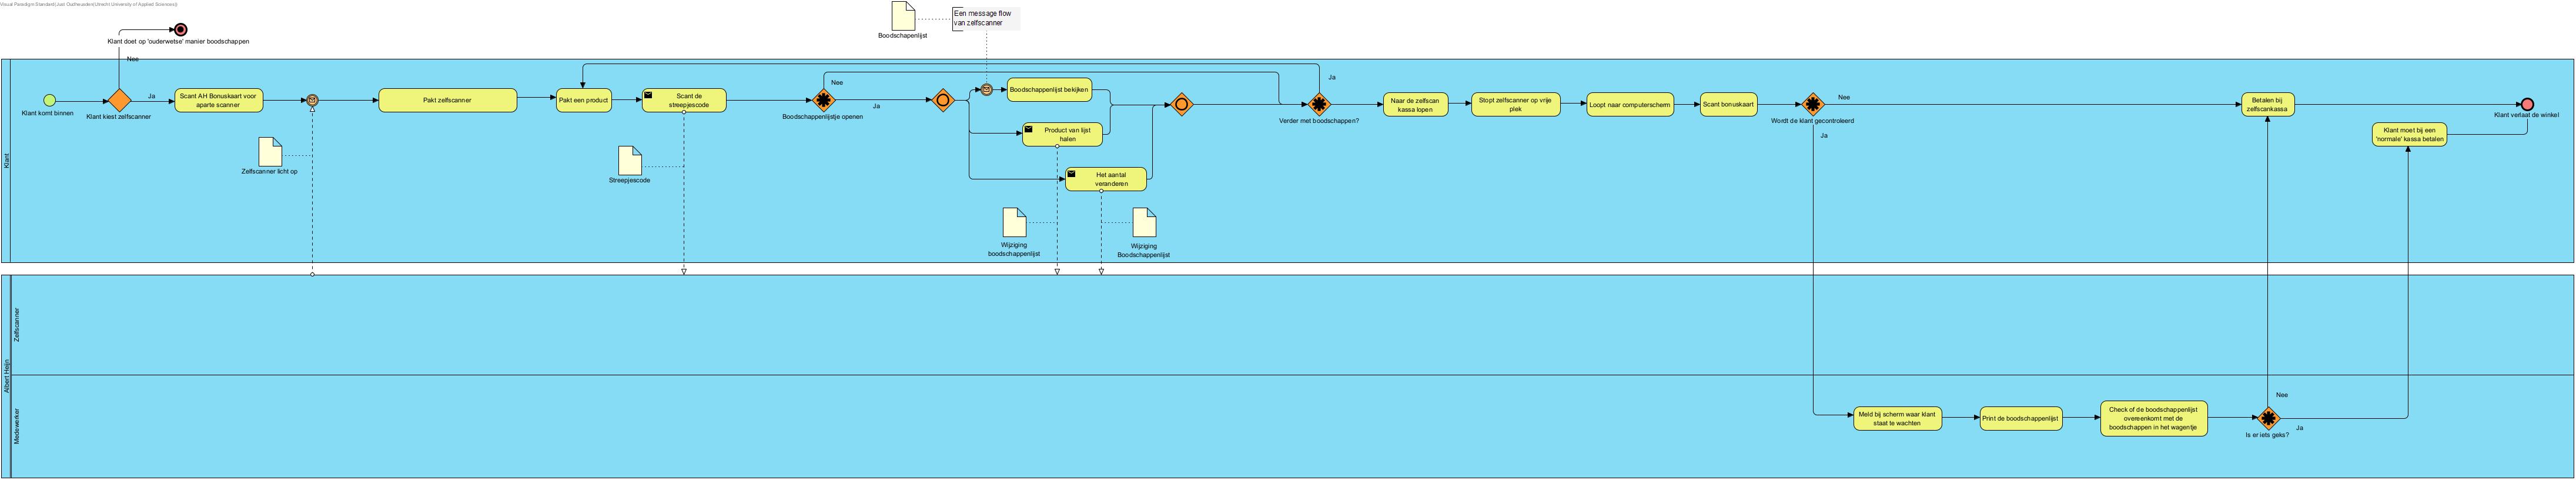 Visual Paradigm Standard(Joost Oudheusden(Utrecht University of Applied Sciences))
Een message flow
van zelfscanner
Boodschapenlijst
Klant doet op 'ouderwetse' manier boodschappen
Nee
Klant
Klant komt binnen
Klant kiest zelfscanner
Ja
Scant AH Bonuskaart voor
aparte scanner
Zelfscanner licht op
Pakt zelfscanner
Pakt een product
Scant de
streepjescode
Streepjescode
Nee
Boodschappenlijstje openen
Ja
Boodschappenlijst bekijken
Product van lijst
halen
Het aantal
veranderen
Wijziging
boodschappenlijst
Wijziging
Boodschappenlijst
Ja
Verder met boodschappen?
Naar de zelfscan
kassa lopen
Stopt zelfscanner op vrije
plek
Loopt naar computerscherm
Scant bonuskaart
Nee
Wordt de klant gecontroleerd
Ja
Betalen bij
zelfscankassa
Klant verlaat de winkel
Klant moet bij een
'normale' kassa betalen
Albert Heijn
Zelfscanner
Medewerker
Meld bij scherm waar klant
staat te wachten
Print de boodschappenlijst
Check of de boodschappenlijst
overeenkomt met de
boodschappen in het wagentje
Nee
Is er iets geks?
Ja